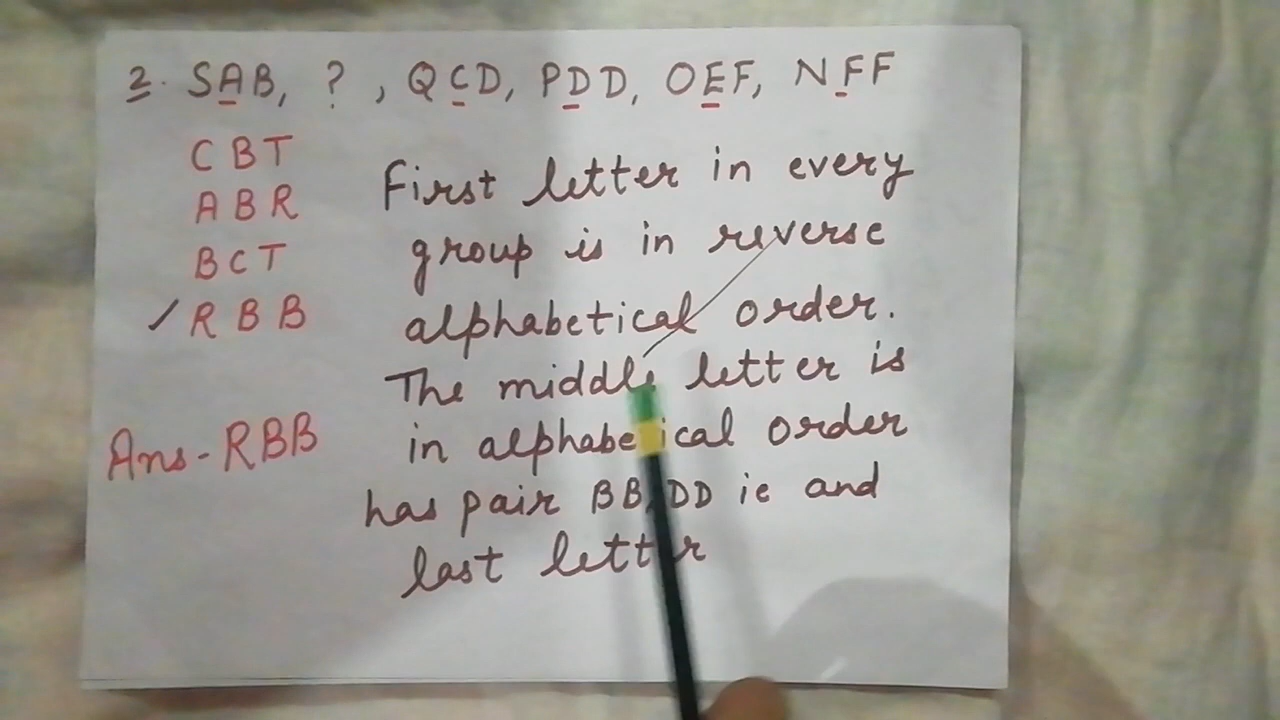 2. SAB, ? , QCD, PDD, OEF, NFF
CBT
ABR
BCT
✓ RBB
Ans - RBB
First letter in every
group is in reverse
alphabetical order.
The middle letter is
in alphabetical order
has pair BB, DD ie and
last letter